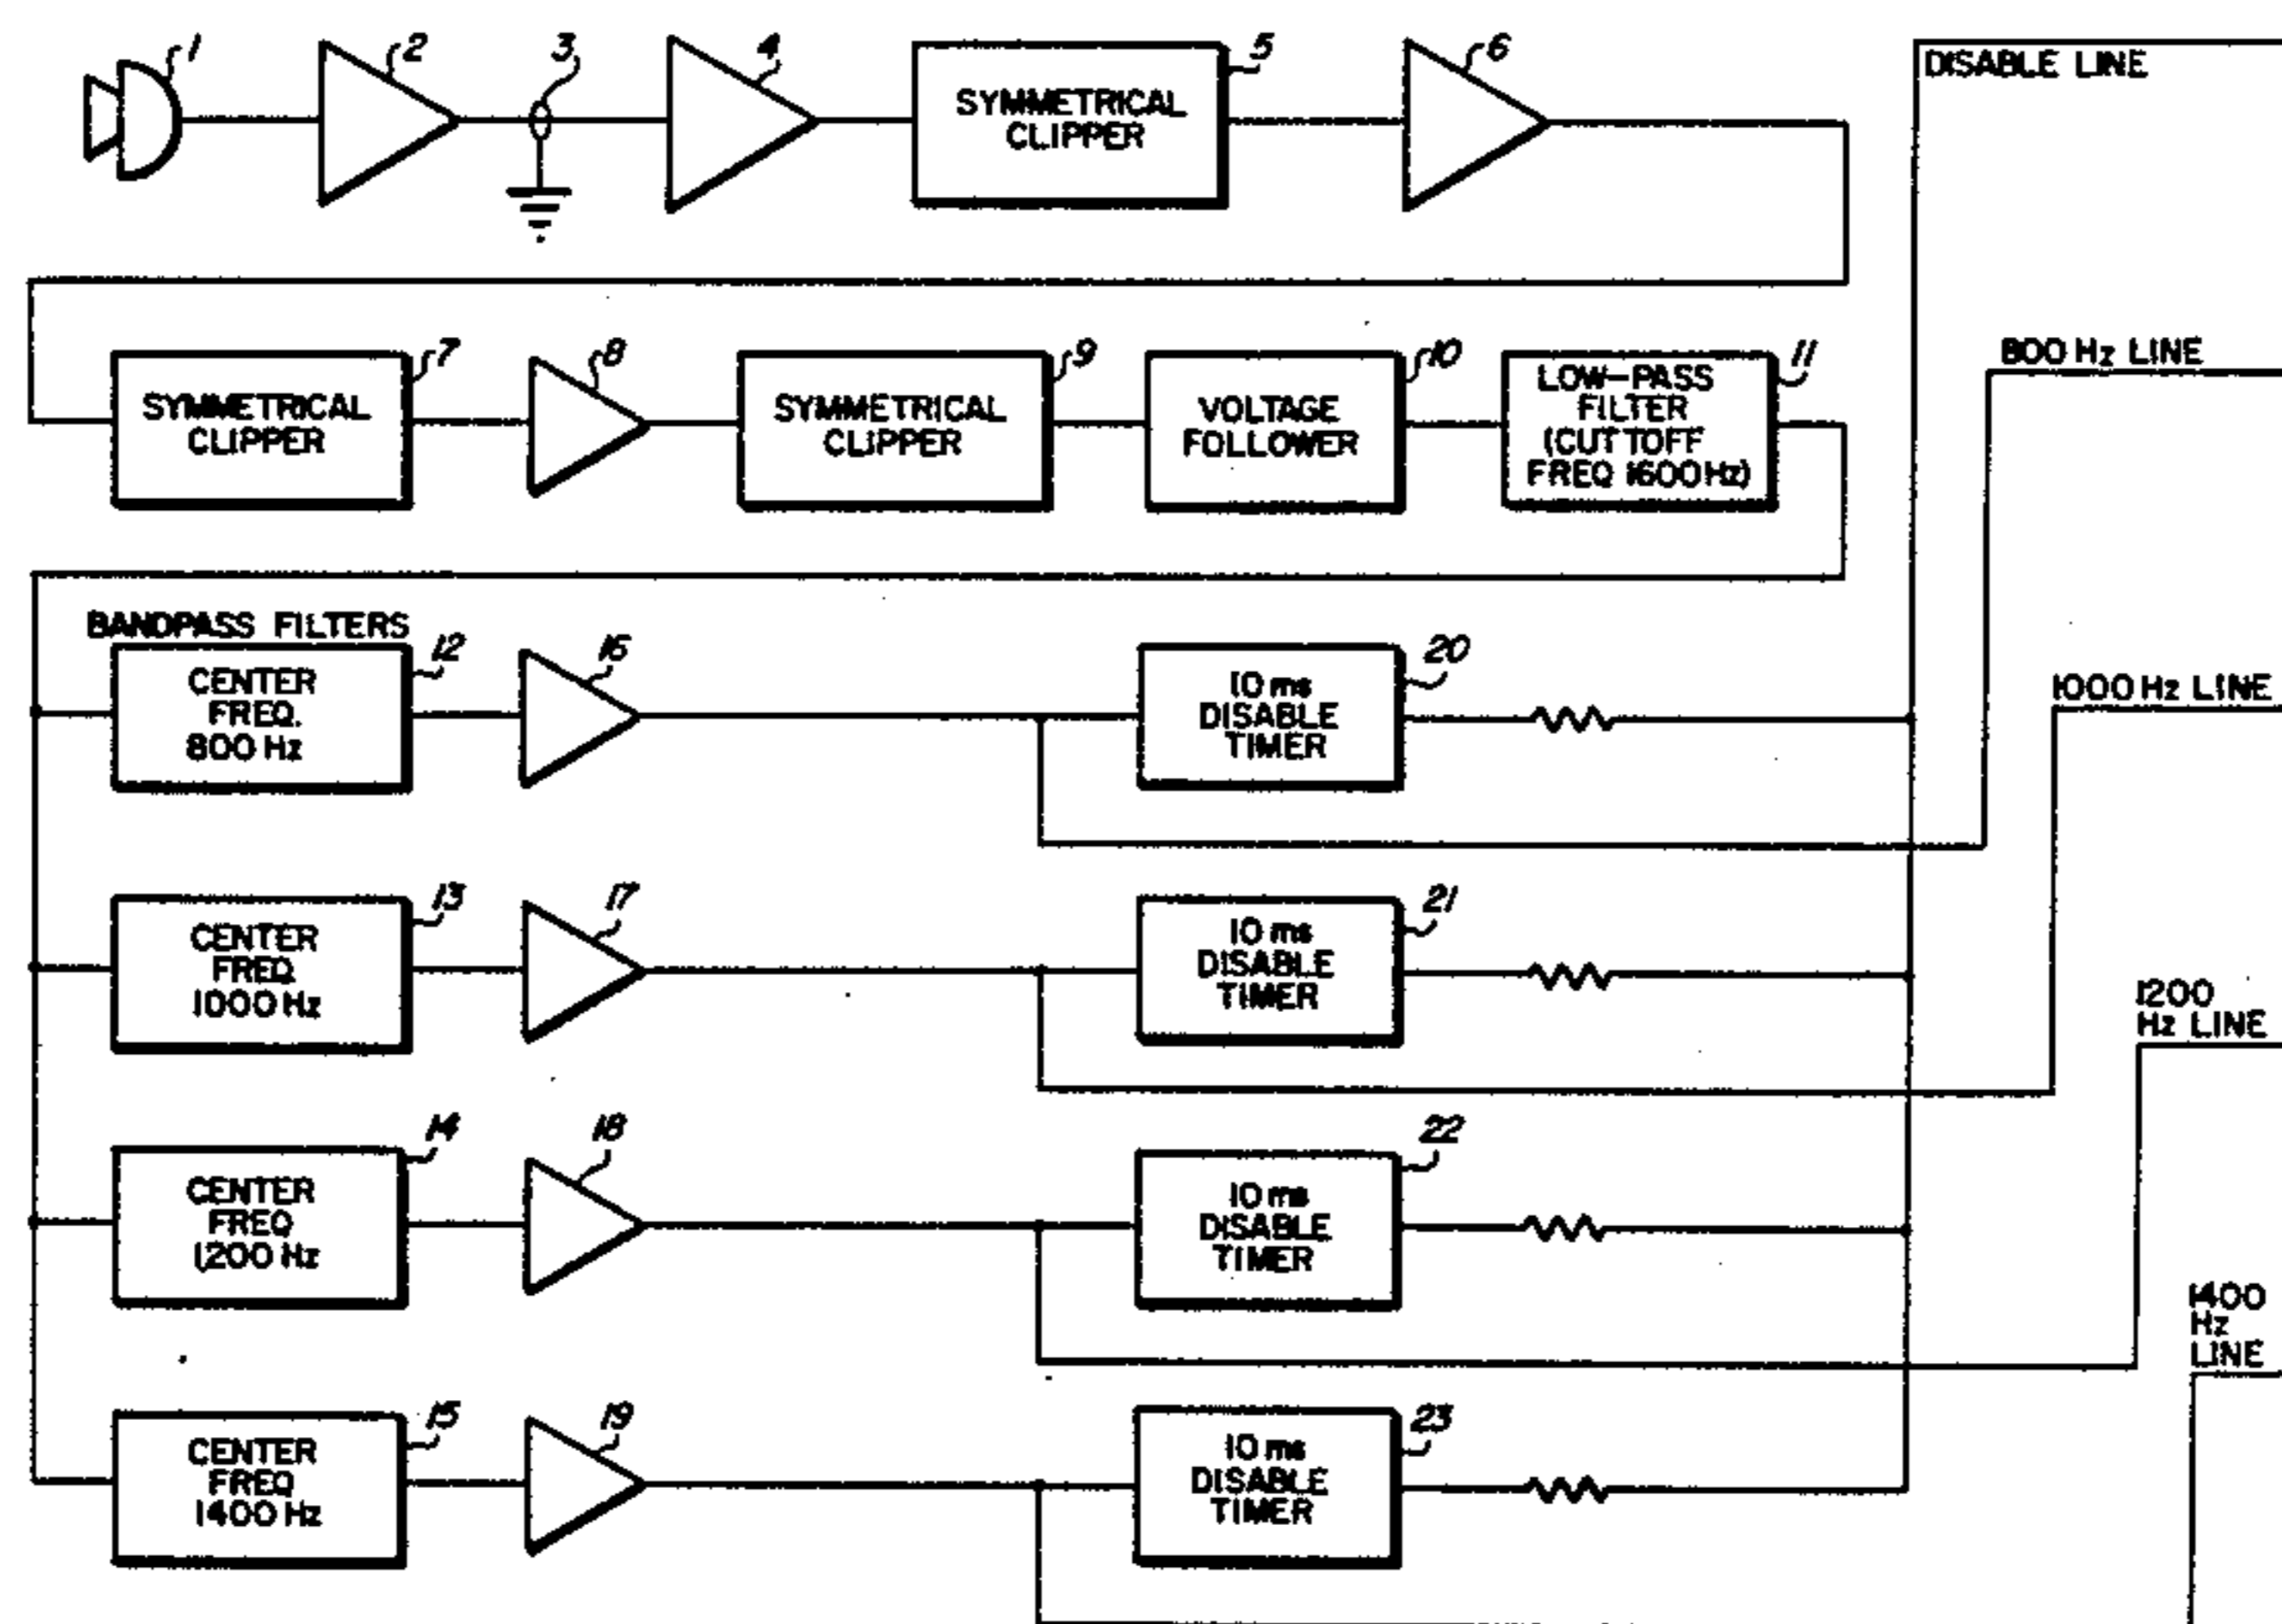 1
2
3
4
5
6
SYMMETRICAL
CLIPPER
DISABLE LINE
7
8
9
10
11
SYMMETRICAL
CLIPPER
SYMMETRICAL
CLIPPER
VOLTAGE
FOLLOWER
LOW-PASS
FILTER
(CUTTOFF
FREQ 1600Hz)
800 Hz LINE
BANDPASS FILTERS
12
16
20
CENTER
FREQ.
800 Hz
10 ms
DISABLE
TIMER
1000 Hz LINE
13
17
21
CENTER
FREQ
1000 Hz
10 ms
DISABLE
TIMER
1200
Hz LINE
14
18
22
CENTER
FREQ
1200 Hz
10 ms
DISABLE
TIMER
1400
Hz
LINE
15
19
23
CENTER
FREQ
1400 Hz
10 ms
DISABLE
TIMER